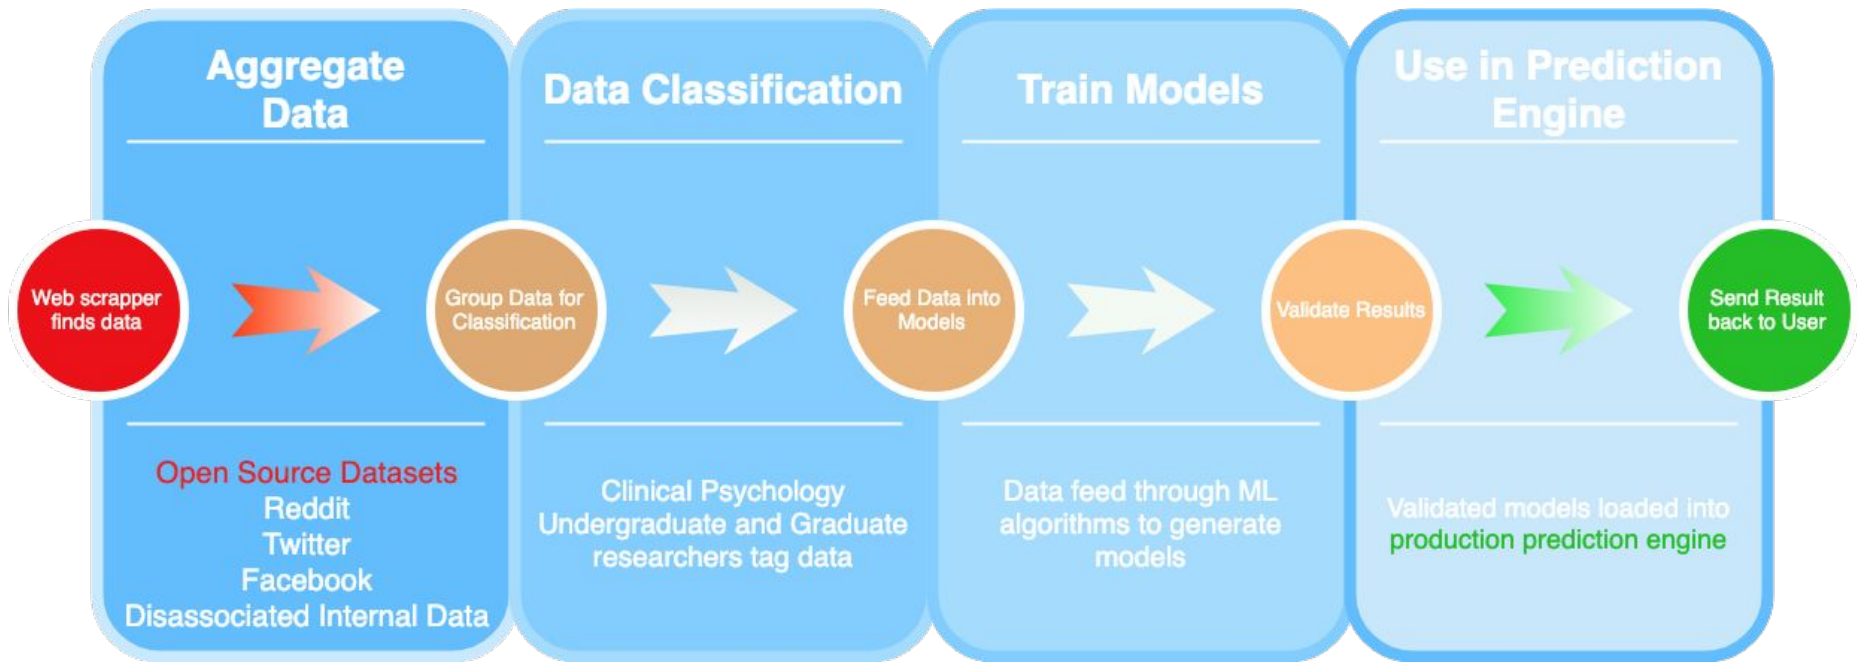 Aggregate
Data
Data Classification
Train Models
Use in Prediction
Engine
Web scrapper
finds data
Group Data for
Classification
Feed Data into
Models
Validate Results
Send Result
back to User
Open Source Datasets
Reddit
Twitter
Facebook
Disassociated Internal Data
Clinical Psychology
Undergraduate and Graduate
researchers tag data
Data feed through ML
algorithms to generate
models
Validated models loaded into
production prediction engine